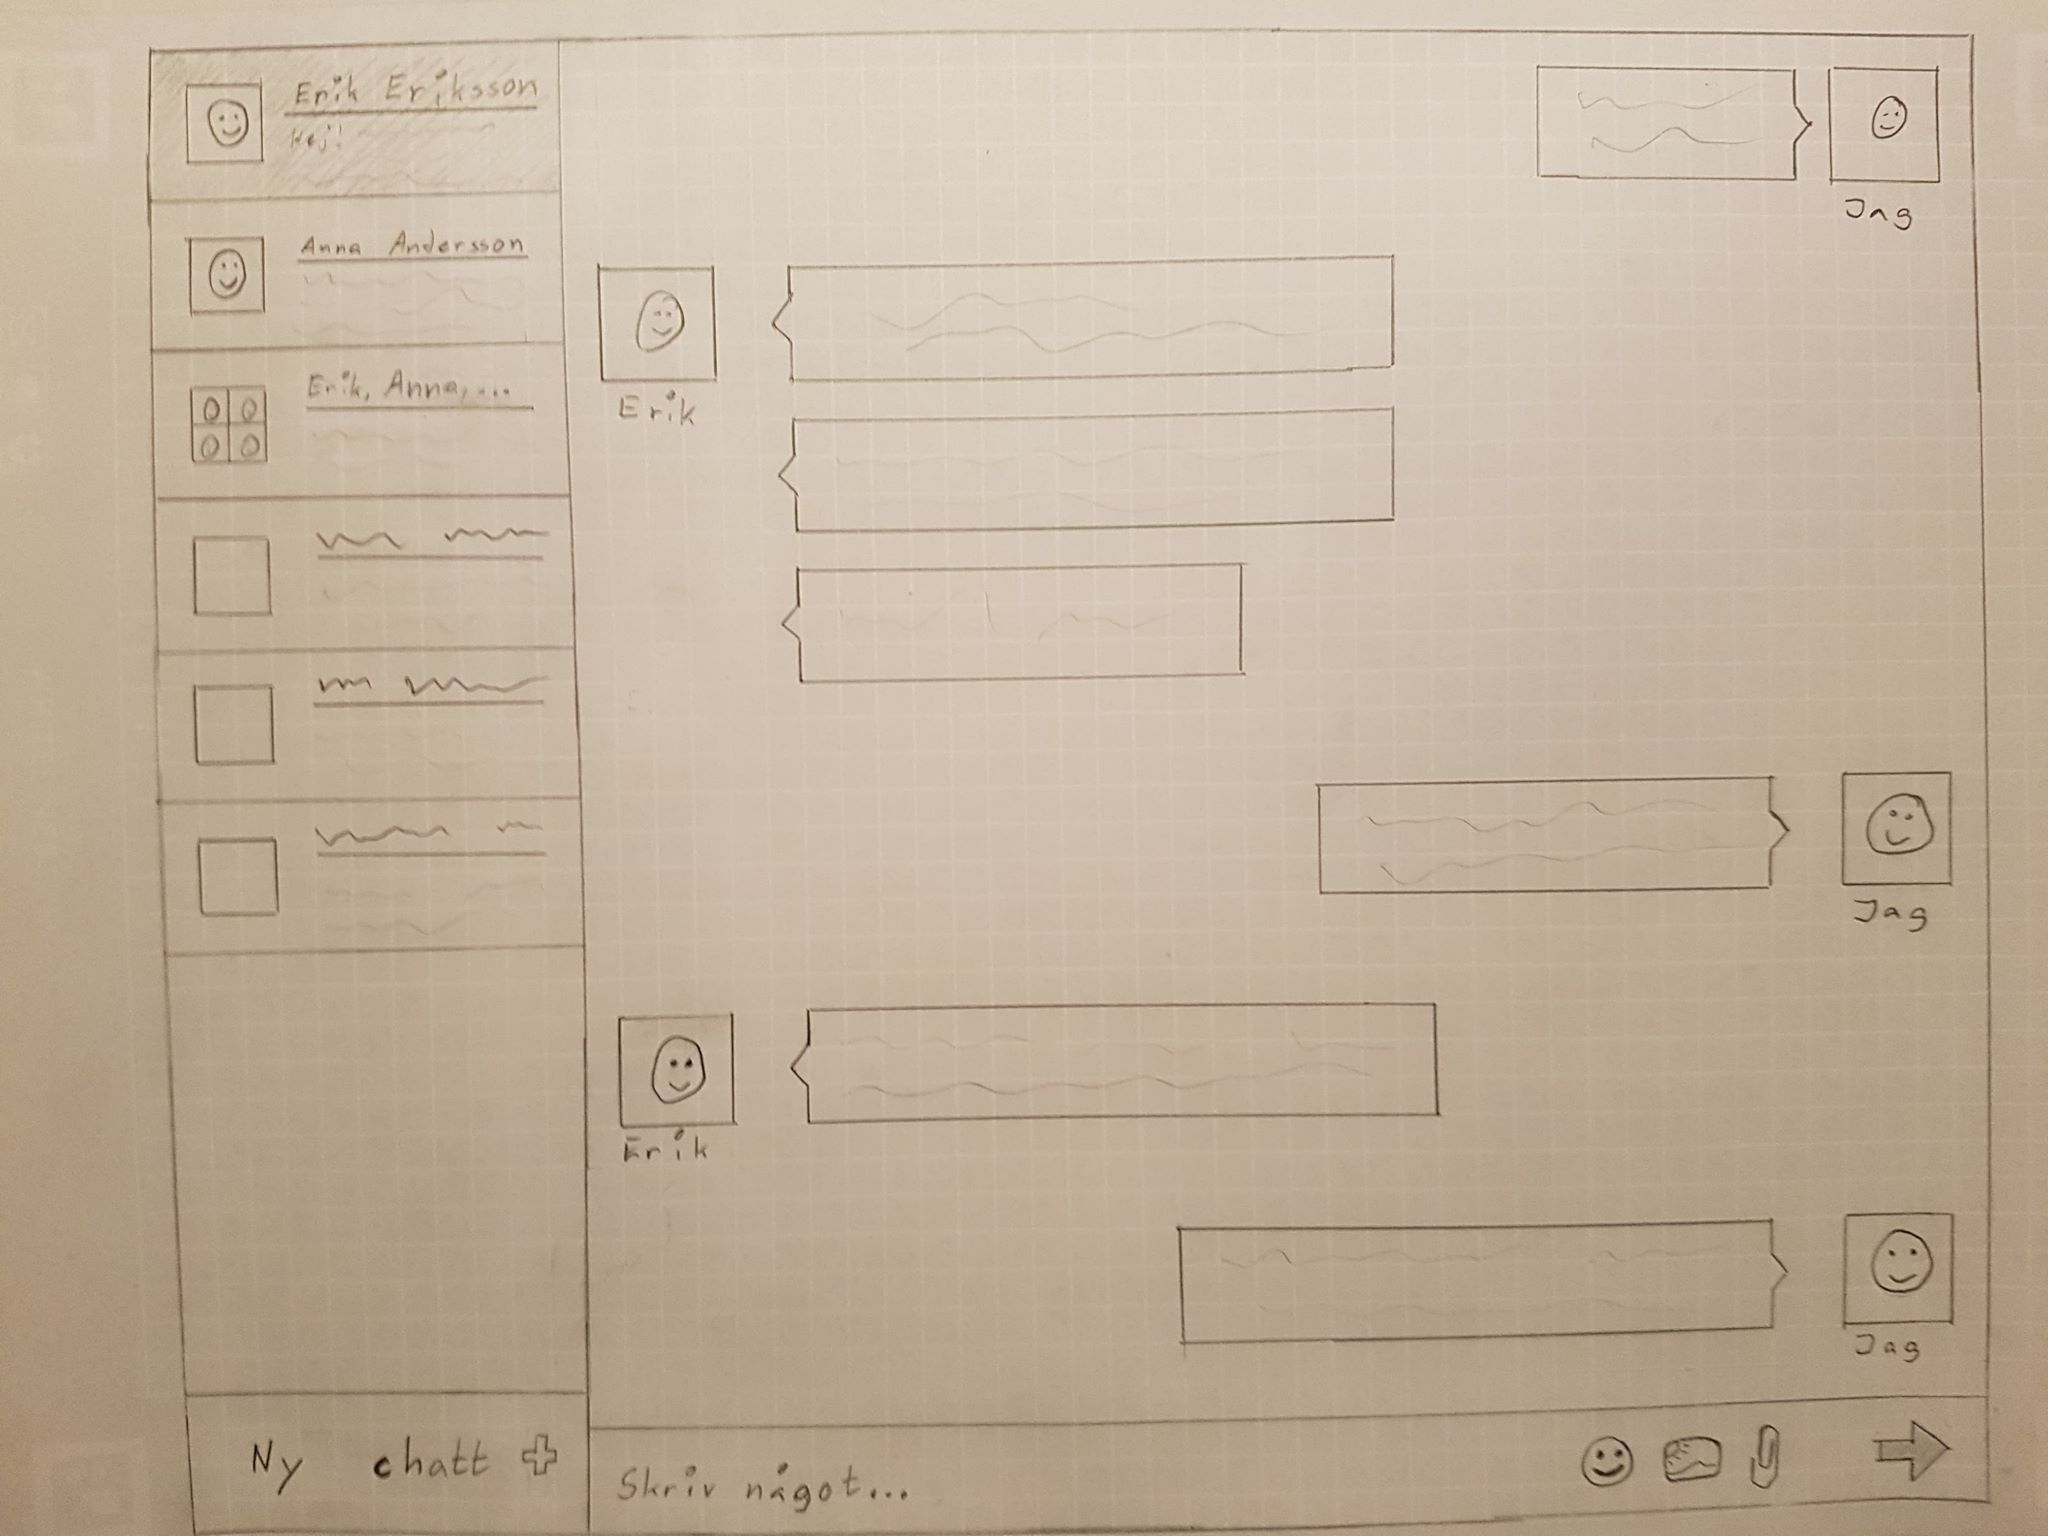 Erik Eriksson
Hej!
Anna Andersson
Erik, Anna,...
Ny chatt
Jag
Erik
Jag
Erik
Jag
Skriv något...